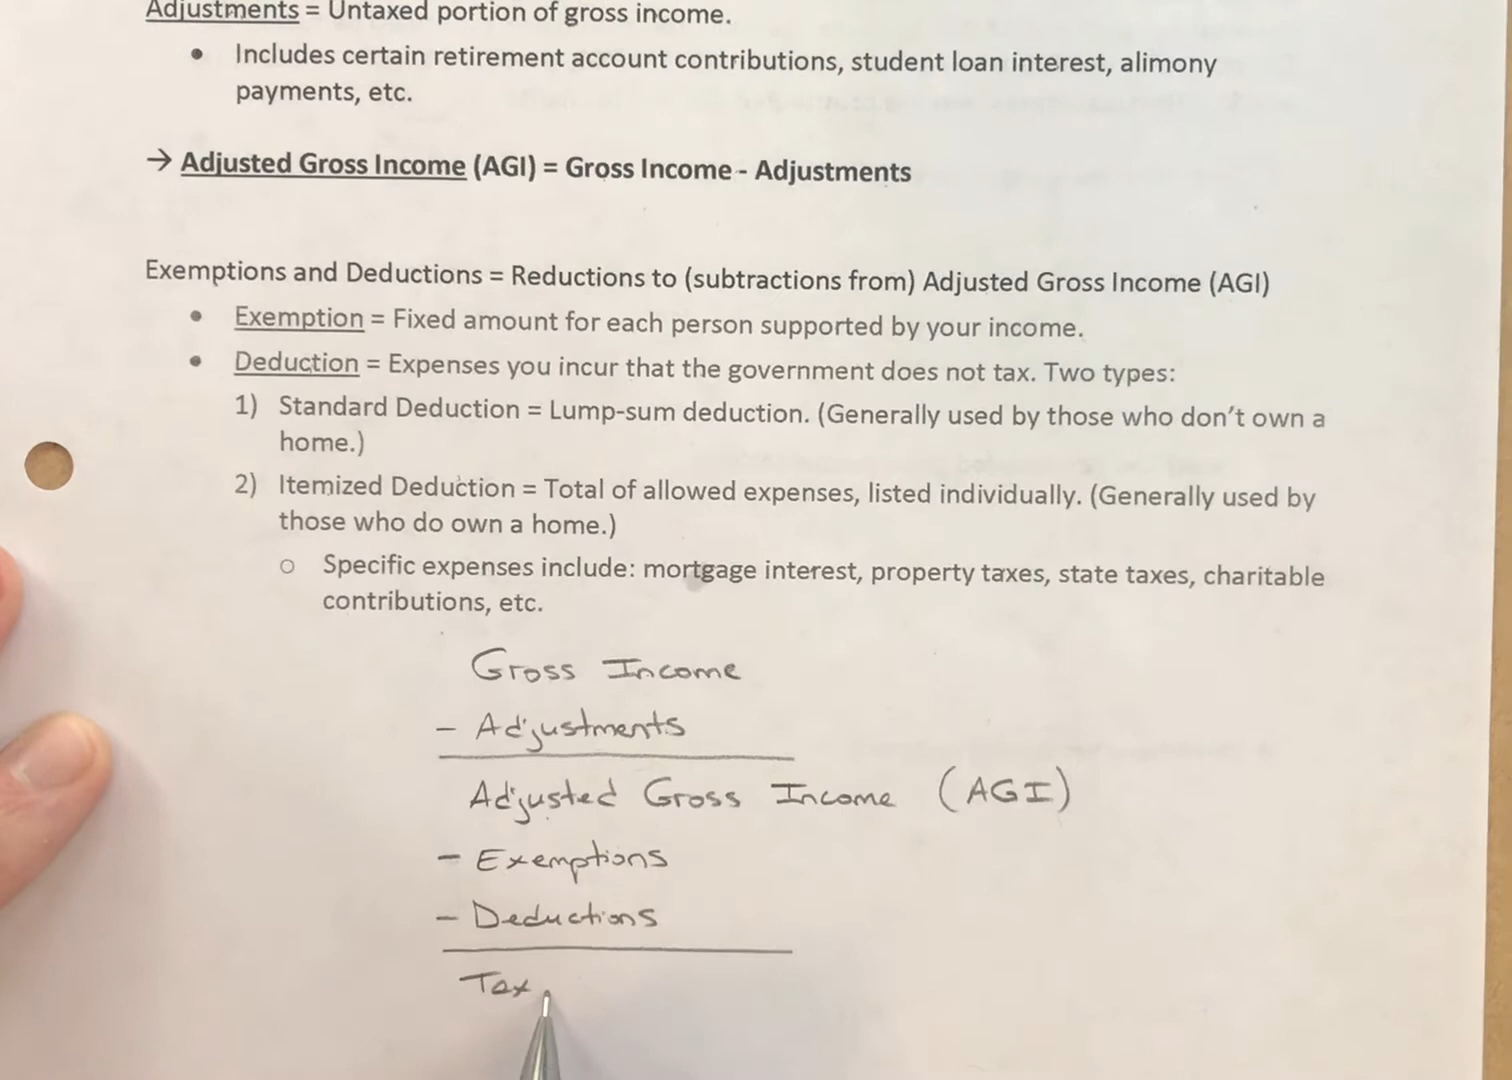 Adjustments = Untaxed portion of gross income.
• Includes certain retirement account contributions, student loan interest, alimony
payments, etc.
→ Adjusted Gross Income (AGI) = Gross Income - Adjustments
Exemptions and Deductions = Reductions to (subtractions from) Adjusted Gross Income (AGI)
• Exemption = Fixed amount for each person supported by your income.
• Deduction = Expenses you incur that the government does not tax. Two types:
1) Standard Deduction = Lump-sum deduction. (Generally used by those who don't own a
home.)
2) Itemized Deduction = Total of allowed expenses, listed individually. (Generally used by
those who do own a home.)
○ Specific expenses include: mortgage interest, property taxes, state taxes, charitable
contributions, etc.
Gross Income
- Adjustments
Adjusted Gross Income (AGI)
- Exemptions
- Deductions
Tax